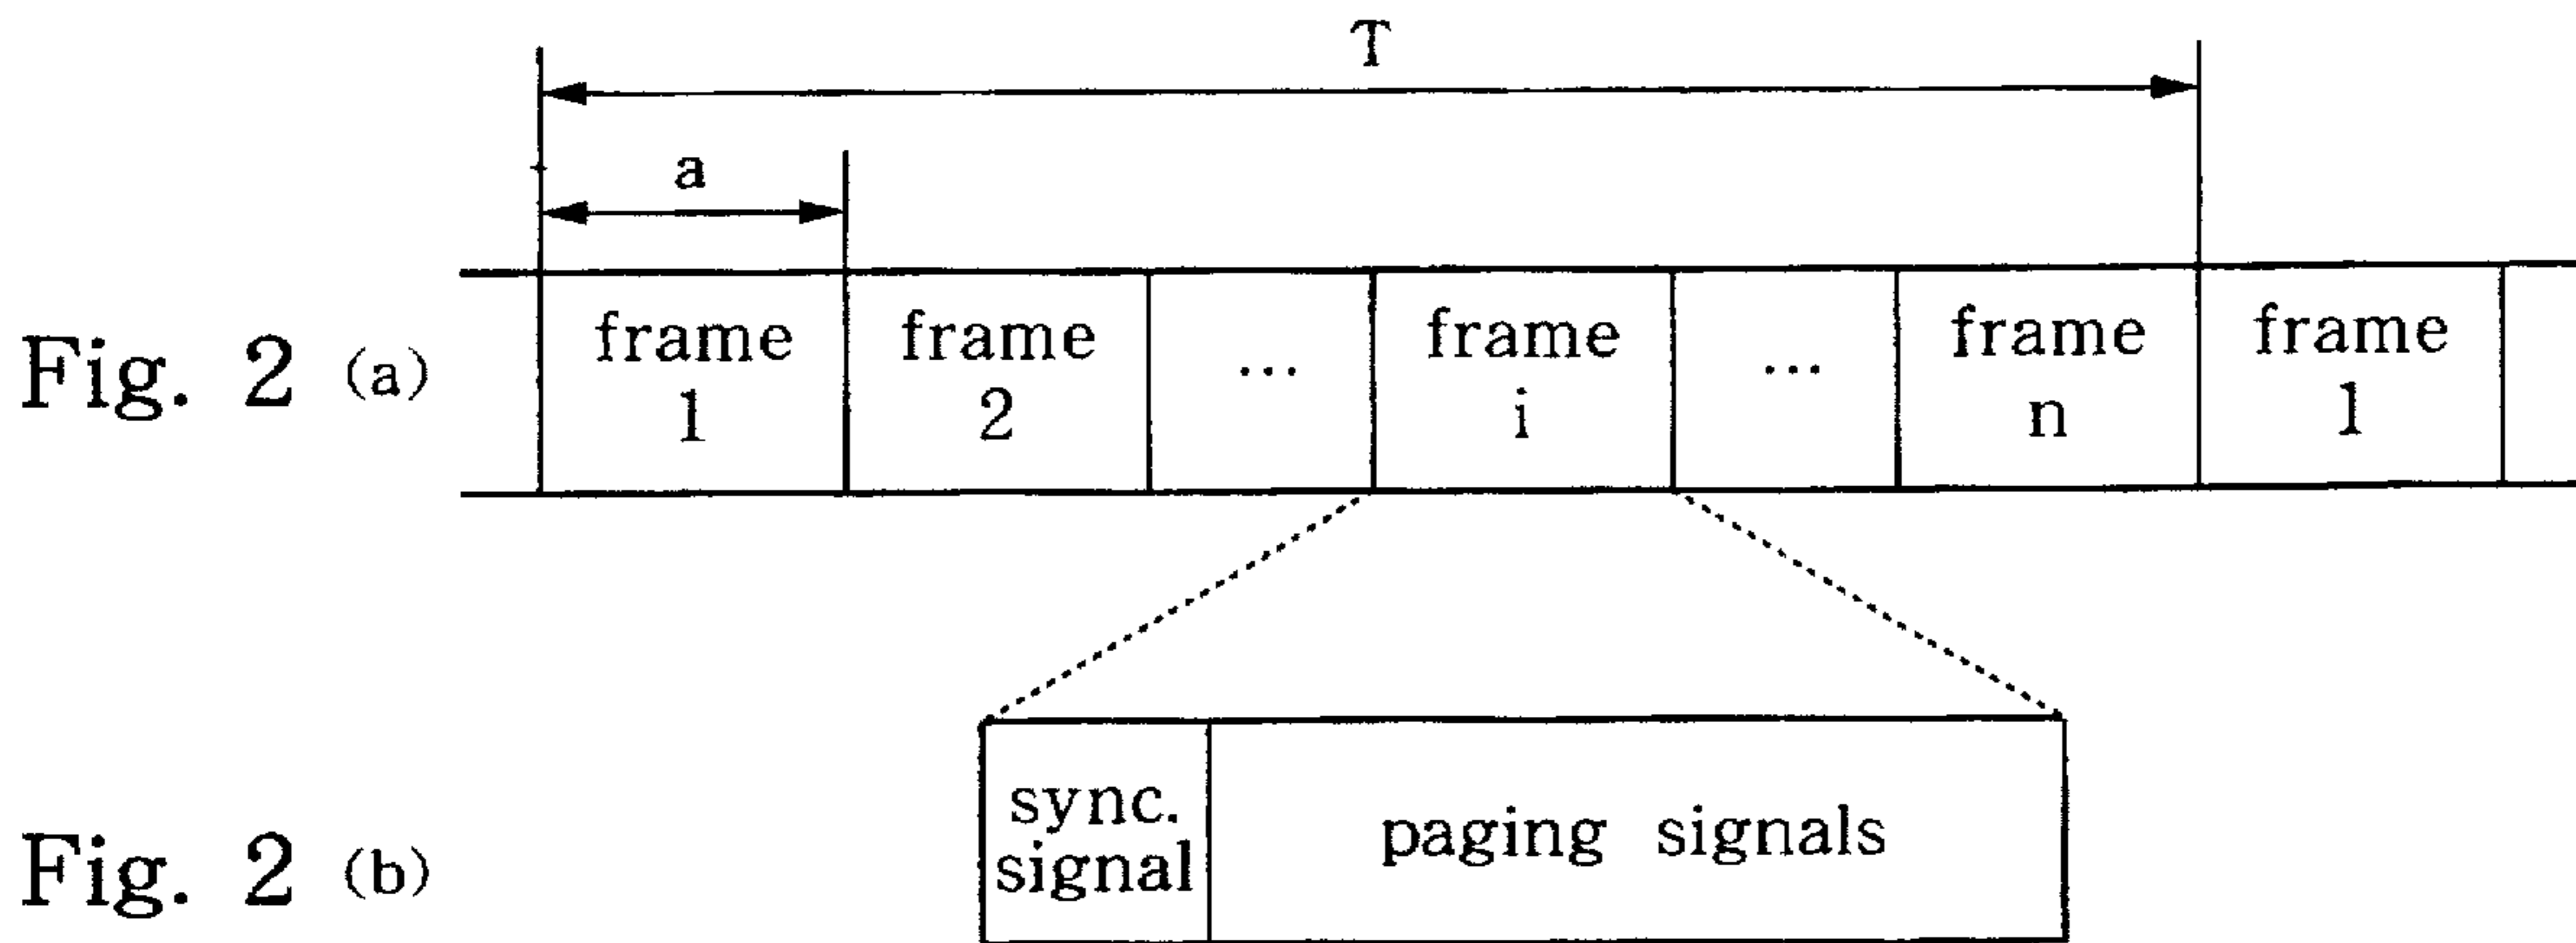 T
a
Fig. 2 (a)
frame 1
frame 2
...
frame i
...
frame n
frame 1
Fig. 2 (b)
sync. signal
paging signals